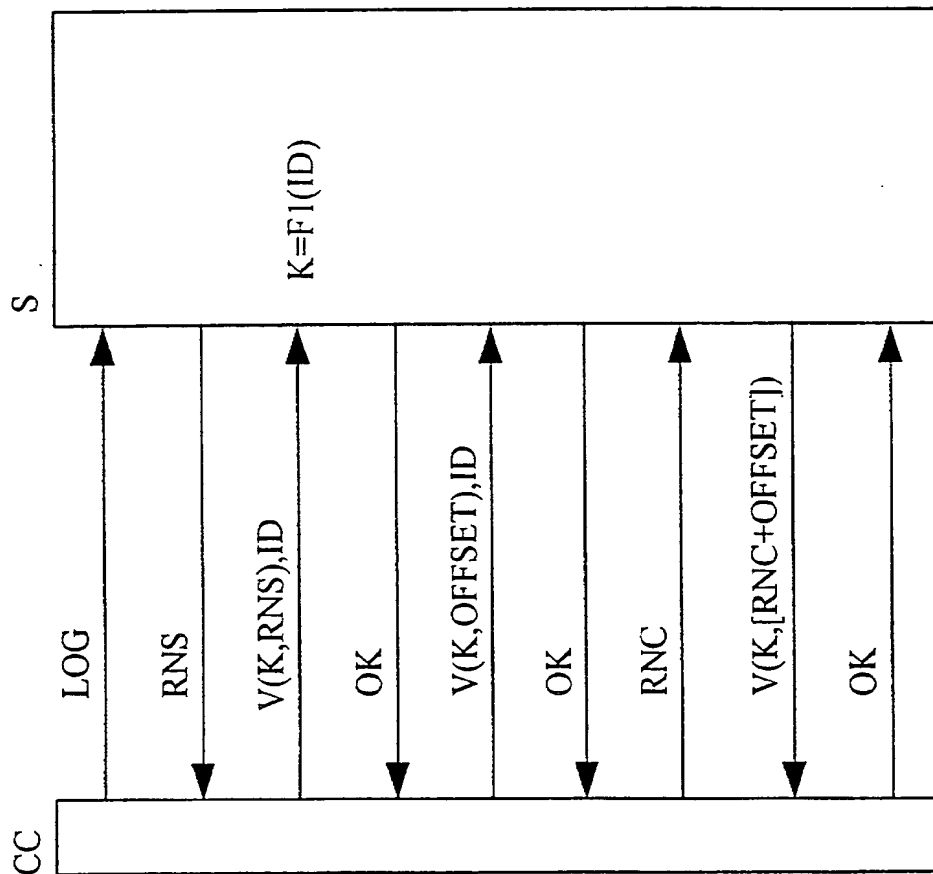 CC
S
LOG
RNS
V(K,RNS),ID
K=F1(ID)
OK
V(K,OFFSET),ID
OK
RNC
V(K,[RNC+OFFSET])
OK